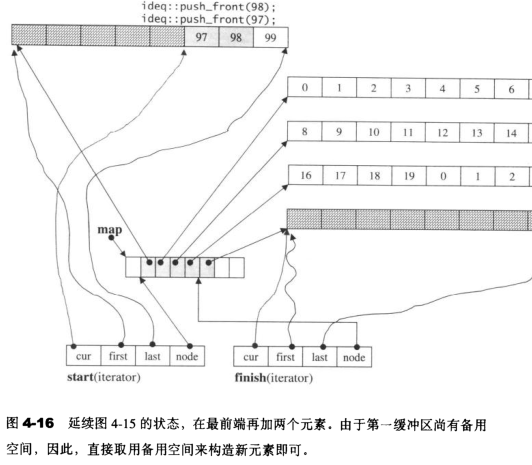 ideq::push_front(98);
ideq::push_front(97);
97 98 99
0 1 2 3 4 5 6
8 9 10 11 12 13 14
16 17 18 19 0 1 2
map
cur first last node
start(iterator)
cur first last node
finish(iterator)
图 4-16 延续图 4-15 的状态，在最前端再加两个元素。由于第一缓冲区尚有备用
空间，因此，直接取用备用空间来构造新元素即可。